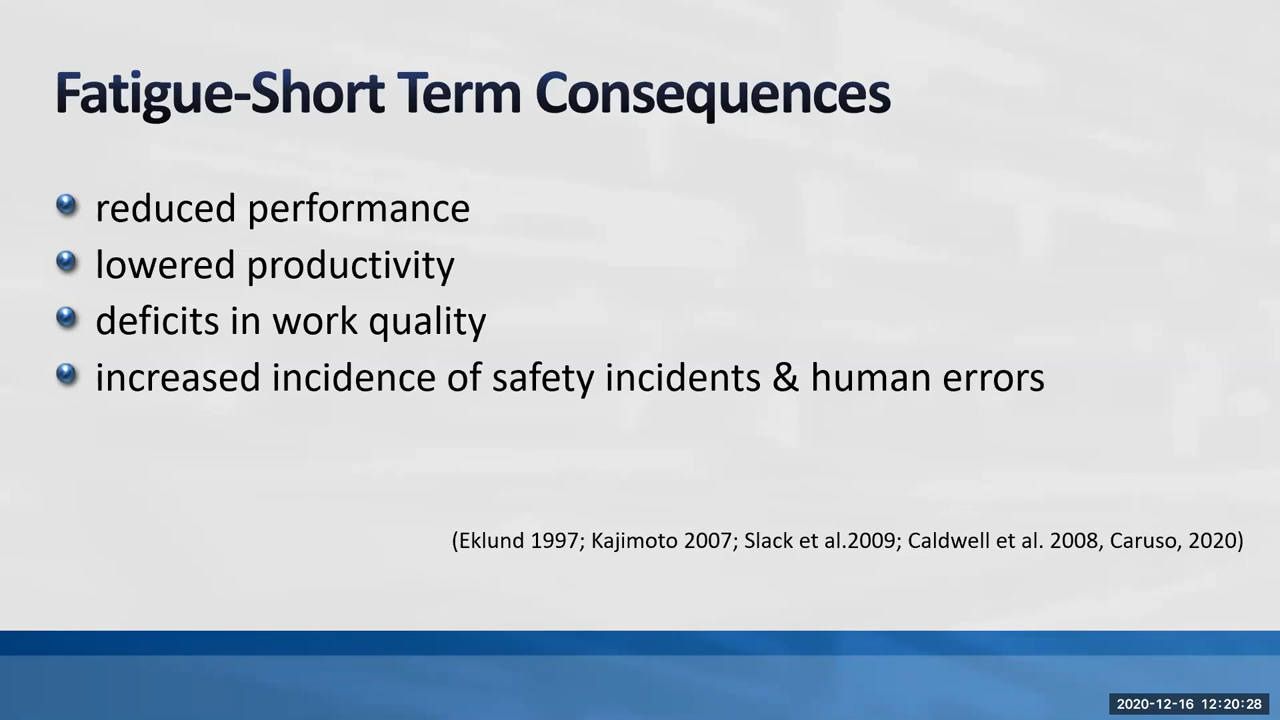 Fatigue-Short Term Consequences
reduced performance
lowered productivity
deficits in work quality
increased incidence of safety incidents & human errors
(Eklund 1997; Kajimoto 2007; Slack et al.2009; Caldwell et al. 2008, Caruso, 2020)
2020-12-16 12:20:28